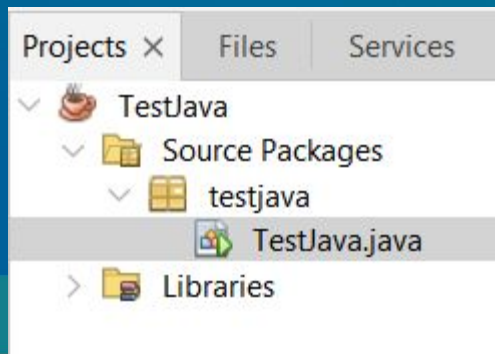 Projects Files Services
TestJava
Source Packages
testjava
TestJava.java
Libraries